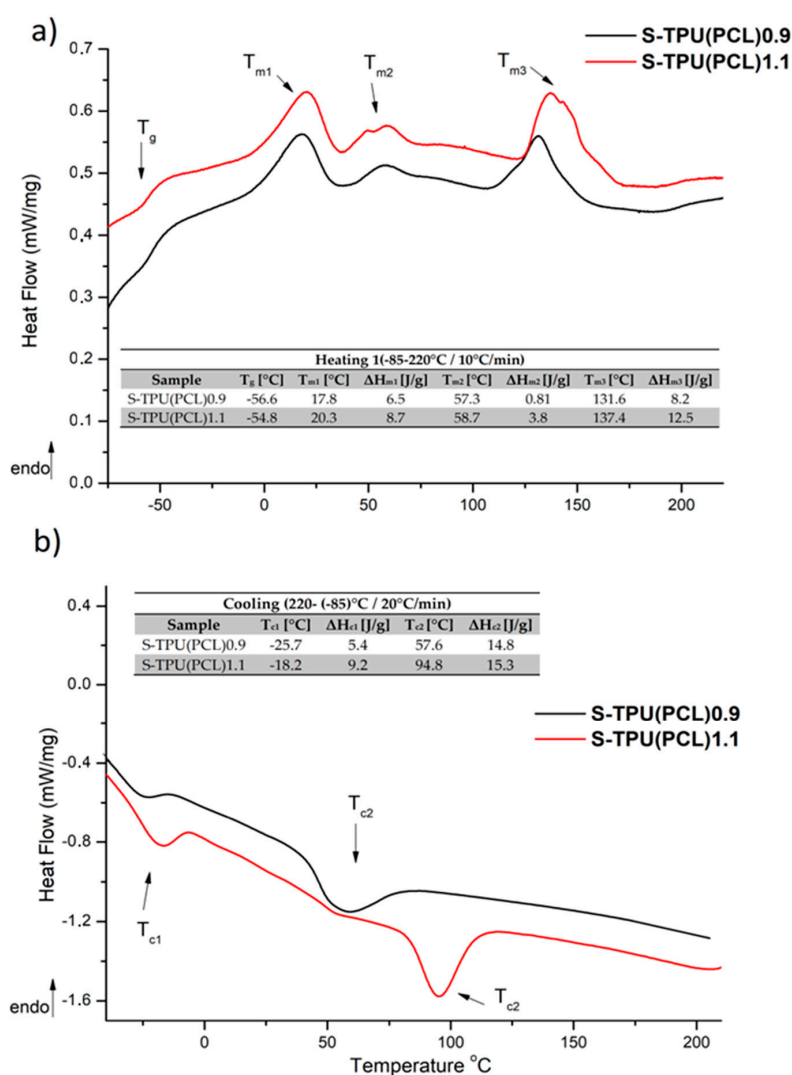 a)
S-TPU(PCL)0.9
S-TPU(PCL)1.1
0.7
0.6
0.5
0.4
0.3
0.2
0.1
0.0
Heat Flow (mW/mg)
endo
Tg
Tm1
Tm2
Tm3
Heating 1(-85-220°C / 10°C/min)
Sample Tg [°C] Tm1 [°C] ΔHm1 [J/g] Tm2 [°C] ΔHm2 [J/g] Tm3 [°C] ΔHm3 [J/g]
S-TPU(PCL)0.9 -56.6 17.8 6.5 57.3 0.81 131.6 8.2
S-TPU(PCL)1.1 -54.8 20.3 8.7 58.7 3.8 137.4 12.5
-50 0 50 100 150 200
b)
0.4
0.0
-0.4
-0.8
-1.2
-1.6
Heat Flow (mW/mg)
endo
Cooling (220- (-85)°C / 20°C/min)
Sample Tc1 [°C] ΔHc1 [J/g] Tc2 [°C] ΔHc2 [J/g]
S-TPU(PCL)0.9 -25.7 5.4 57.6 14.8
S-TPU(PCL)1.1 -18.2 9.2 94.8 15.3
S-TPU(PCL)0.9
S-TPU(PCL)1.1
Tc2
Tc1
Tc2
0 50 100 150 200
Temperature °C